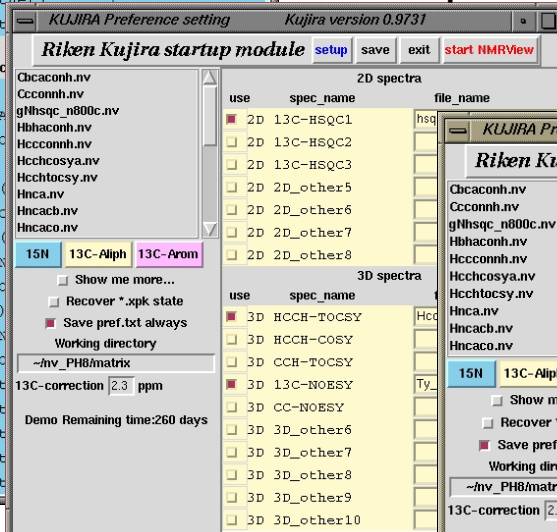 KUJIRA Preference setting Kujira version 0.9731
Riken Kujira startup module setup save exit start NMRView
Cbcaconh.nv
Ccconnh.nv
gNhsqc_n800c.nv
Hbhaconh.nv
Hccconnh.nv
Hcchcosya.nv
Hcchtocsy.nv
Hnca.nv
Hncacb.nv
Hncaco.nv
15N 13C-Aliph 13C-Arom
Show me more...
Recover *.xpk state
Save pref.txt always
Working directory
~/nv_PH8/matrix
13C-correction 2.3 ppm
Demo Remaining time:260 days
2D spectra
use spec_name file_name
2D 13C-HSQC1 hsq
2D 13C-HSQC2
2D 13C-HSQC3
2D 2D_other5
2D 2D_other6
2D 2D_other7
2D 2D_other8
3D spectra
use spec_name
3D HCCH-TOCSY Hcc
3D HCCH-COSY
3D CCH-TOCSY
3D 13C-NOESY Ty_
3D CC-NOESY
3D 3D_other6
3D 3D_other7
3D 3D_other8
3D 3D_other9
3D 3D_other10
KUJIRA Pr
Riken Ku
Cbcaconh.nv
Ccconnh.nv
gNhsqc_n800c.nv
Hbhaconh.nv
Hccconnh.nv
Hcchcosya.nv
Hcchtocsy.nv
Hnca.nv
Hncacb.nv
Hncaco.nv
15N 13C-Aliph
Show m
Recover *
Save pref
Working dire
~/nv_PH8/matr
13C-correction 2